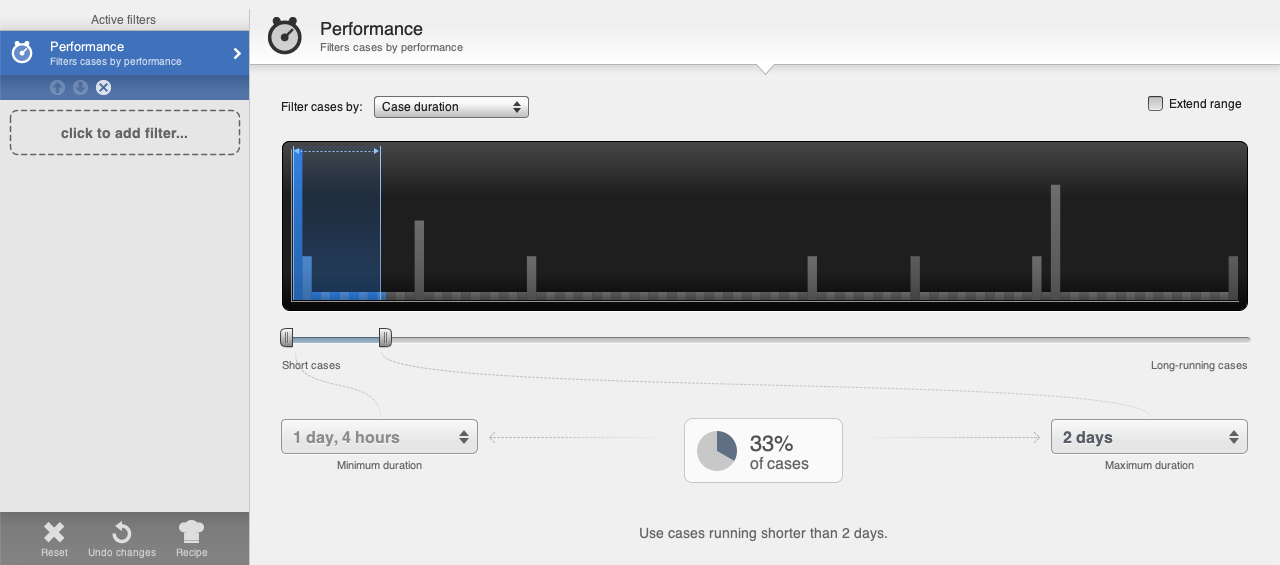 Active filters
Performance
Filters cases by performance
click to add filter...
Reset
Undo changes
Recipe
Performance
Filters cases by performance
Filter cases by:
Case duration
Extend range
Short cases
Long-running cases
1 day, 4 hours
Minimum duration
33%
of cases
2 days
Maximum duration
Use cases running shorter than 2 days.